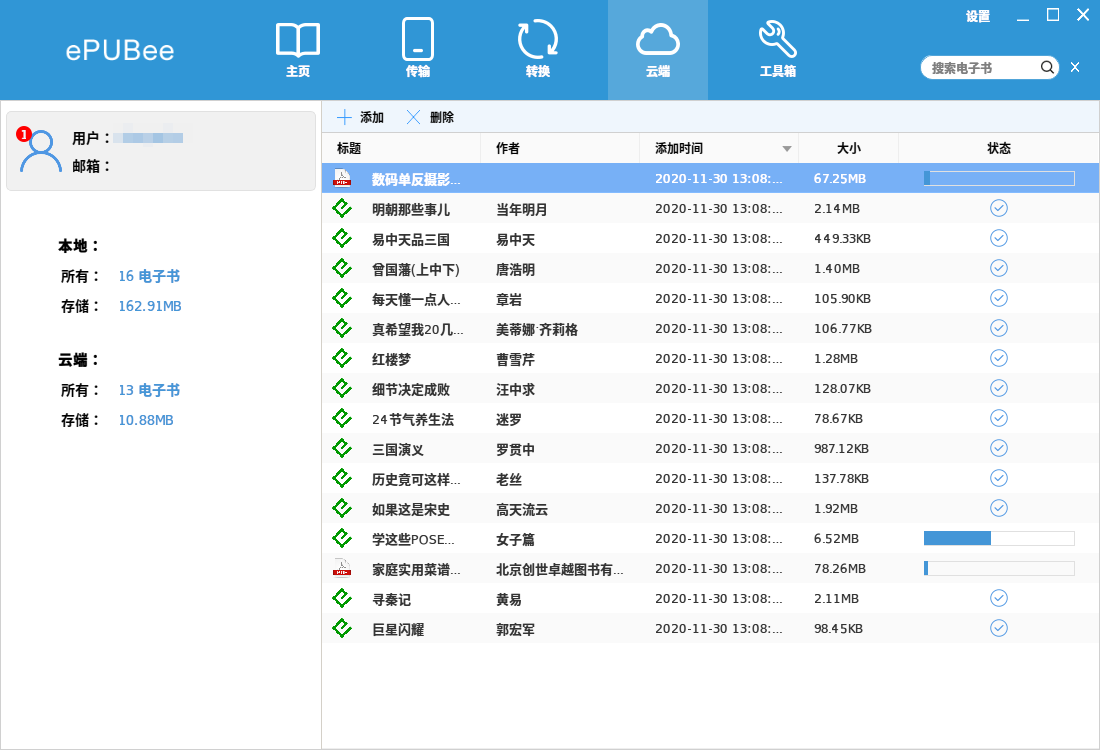 设置
ePUBee
主页 传输 转换 云端 工具箱
搜索电子书
1
用户：
邮箱：
添加 删除
标题 作者 添加时间 大小 状态
数码单反摄影... 2020-11-30 13:08:... 67.25MB
明朝那些事儿 当年明月 2020-11-30 13:08:... 2.14MB
易中天品三国 易中天 2020-11-30 13:08:... 449.33KB
曾国藩(上中下) 唐浩明 2020-11-30 13:08:... 1.40MB
每天懂一点人... 章岩 2020-11-30 13:08:... 105.90KB
真希望我20几... 美蒂娜·齐莉格 2020-11-30 13:08:... 106.77KB
红楼梦 曹雪芹 2020-11-30 13:08:... 1.28MB
细节决定成败 汪中求 2020-11-30 13:08:... 128.07KB
24节气养生法 迷罗 2020-11-30 13:08:... 78.67KB
三国演义 罗贯中 2020-11-30 13:08:... 987.12KB
历史竟可这样... 老丝 2020-11-30 13:08:... 137.78KB
如果这是宋史 高天流云 2020-11-30 13:08:... 1.92MB
学这些POSE... 女子篇 2020-11-30 13:08:... 6.52MB
家庭实用菜谱... 北京创世卓越图书有... 2020-11-30 13:08:... 78.26MB
寻秦记 黄易 2020-11-30 13:08:... 2.11MB
巨星闪耀 郭宏军 2020-11-30 13:08:... 98.45KB
本地：
所有： 16 电子书
存储： 162.91MB
云端：
所有： 13 电子书
存储： 10.88MB